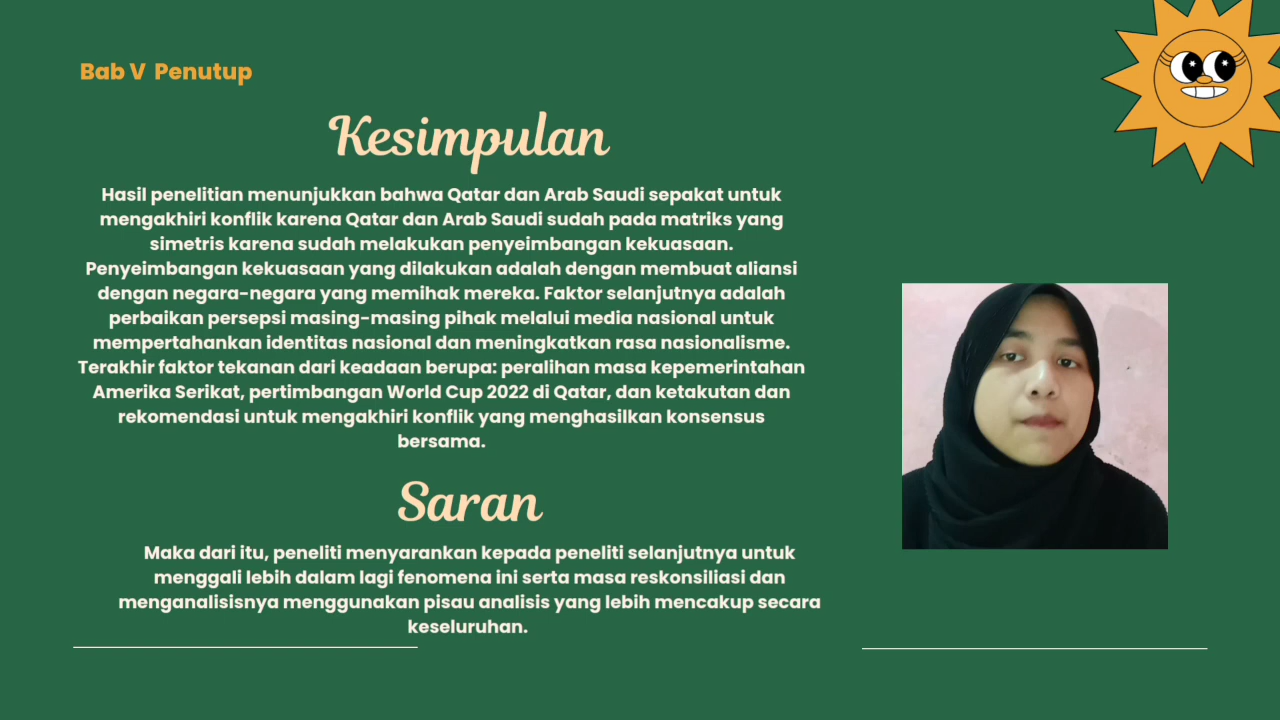 Bab V Penutup
Kesimpulan
Hasil penelitian menunjukkan bahwa Qatar dan Arab Saudi sepakat untuk
mengakhiri konflik karena Qatar dan Arab Saudi sudah pada matriks yang
simetris karena sudah melakukan penyeimbangan kekuasaan.
Penyeimbangan kekuasaan yang dilakukan adalah dengan membuat aliansi
dengan negara-negara yang memihak mereka. Faktor selanjutnya adalah
perbaikan persepsi masing-masing pihak melalui media nasional untuk
mempertahankan identitas nasional dan meningkatkan rasa nasionalisme.
Terakhir faktor tekanan dari keadaan berupa: peralihan masa kepemerintahan
Amerika Serikat, pertimbangan World Cup 2022 di Qatar, dan ketakutan dan
rekomendasi untuk mengakhiri konflik yang menghasilkan konsensus
bersama.
Saran
Maka dari itu, peneliti menyarankan kepada peneliti selanjutnya untuk
menggali lebih dalam lagi fenomena ini serta masa reskonsiliasi dan
menganalisisnya menggunakan pisau analisis yang lebih mencakup secara
keseluruhan.